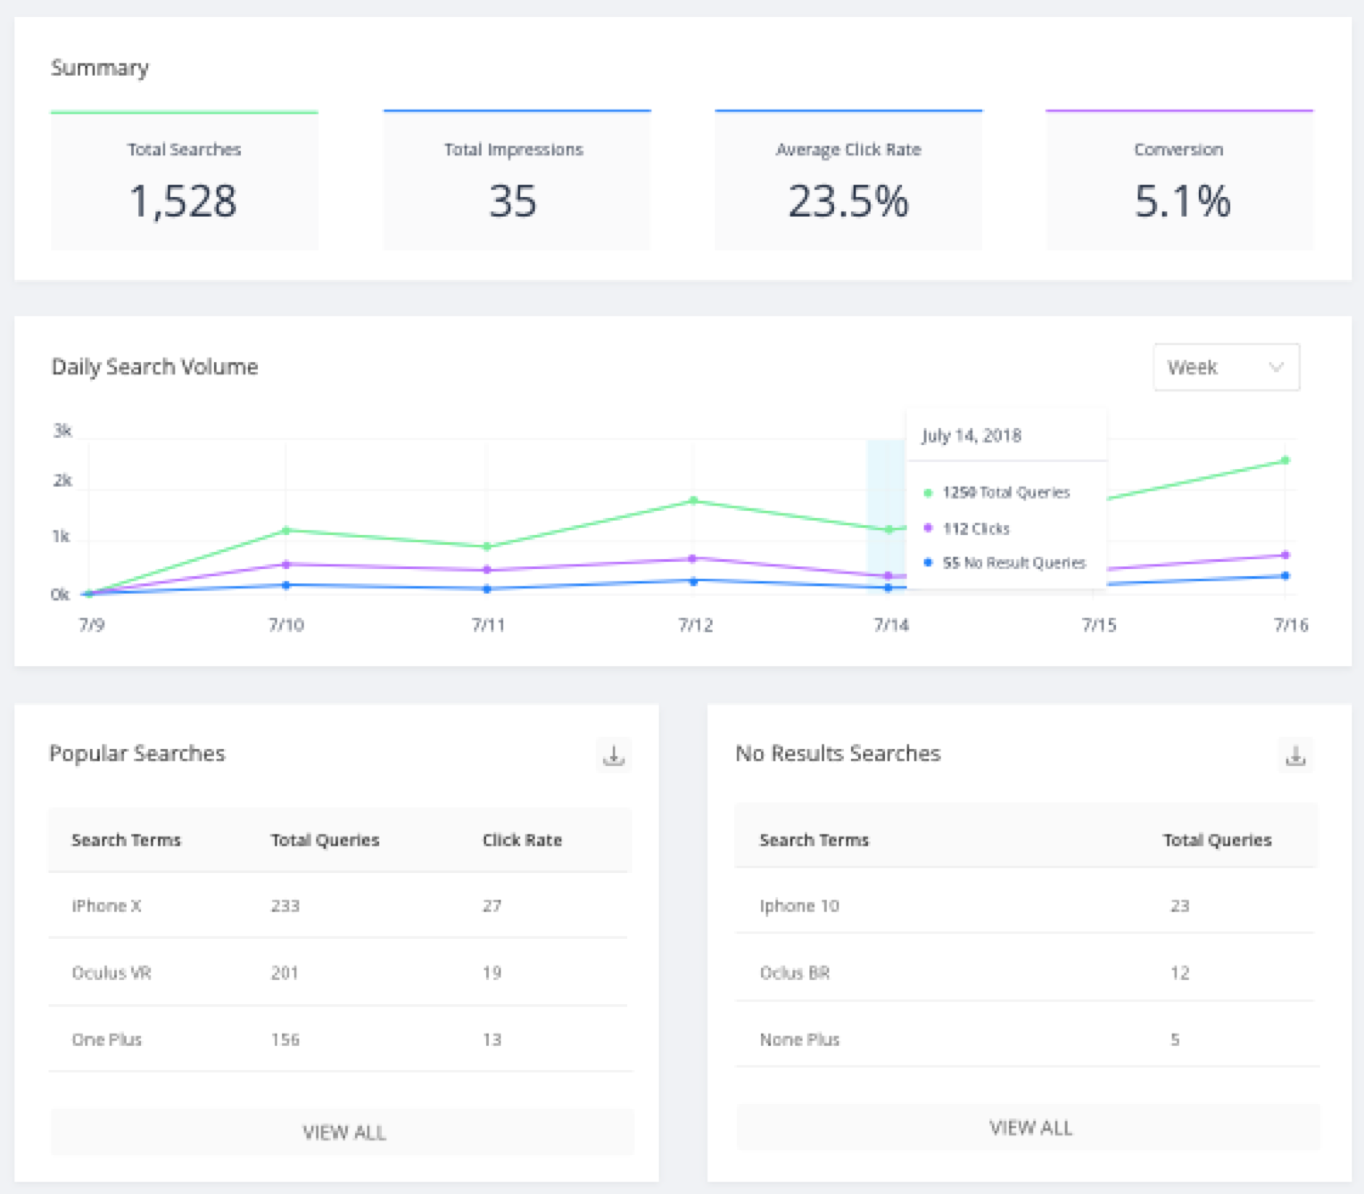 Summary
Total Searches Total Impressions Average Click Rate Conversion
1,528 35 23.5% 5.1%
Daily Search Volume Week
3k
2k
1k
0k
July 14, 2018
1250 Total Queries
112 Clicks
55 No Result Queries
7/9 7/10 7/11 7/12 7/14 7/15 7/16
Popular Searches
Search Terms Total Queries Click Rate
iPhone X 233 27
Oculus VR 201 19
One Plus 156 13
VIEW ALL
No Results Searches
Search Terms Total Queries
Iphone 10 23
Oclus BR 12
None Plus 5
VIEW ALL